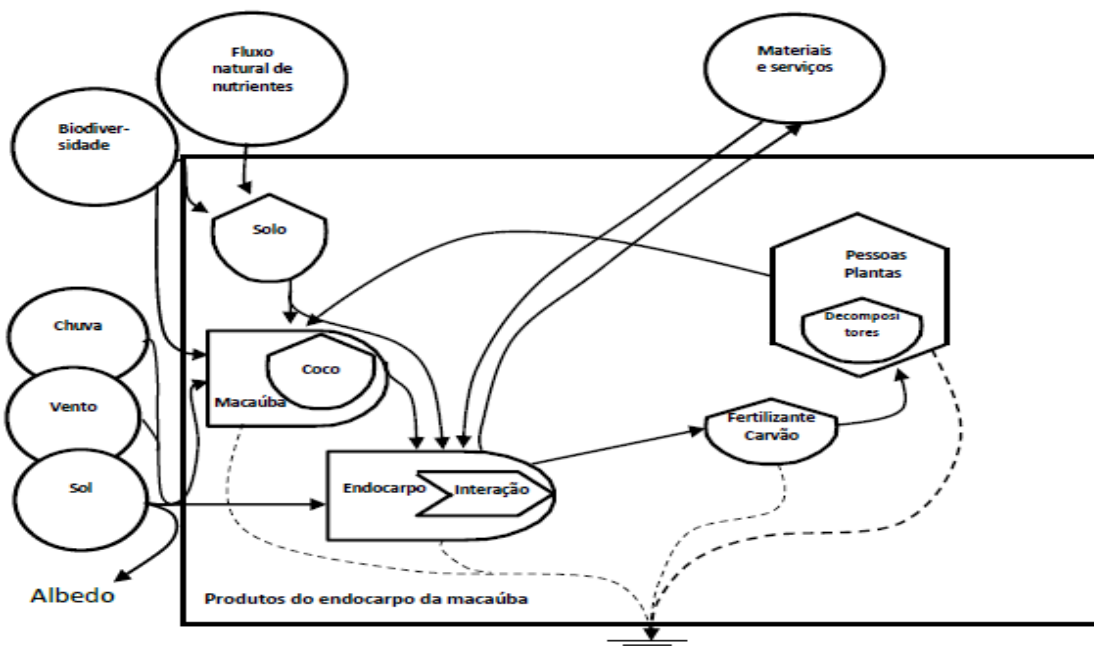 Fluxo
natural de
nutrientes
Materiais
e serviços
Biodiver-
sidade
Solo
Pessoas
Plantas
Decomposi
tores
Chuva
Coco
Macaúba
Vento
Fertilizante
Carvão
Sol
Endocarpo
Interação
Albedo
Produtos do endocarpo da macaúba